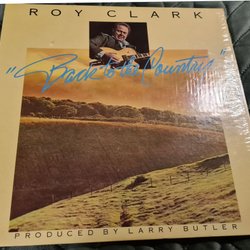 ROY CLARK
"Back to the Country"
PRODUCED BY LARRY BUTLER